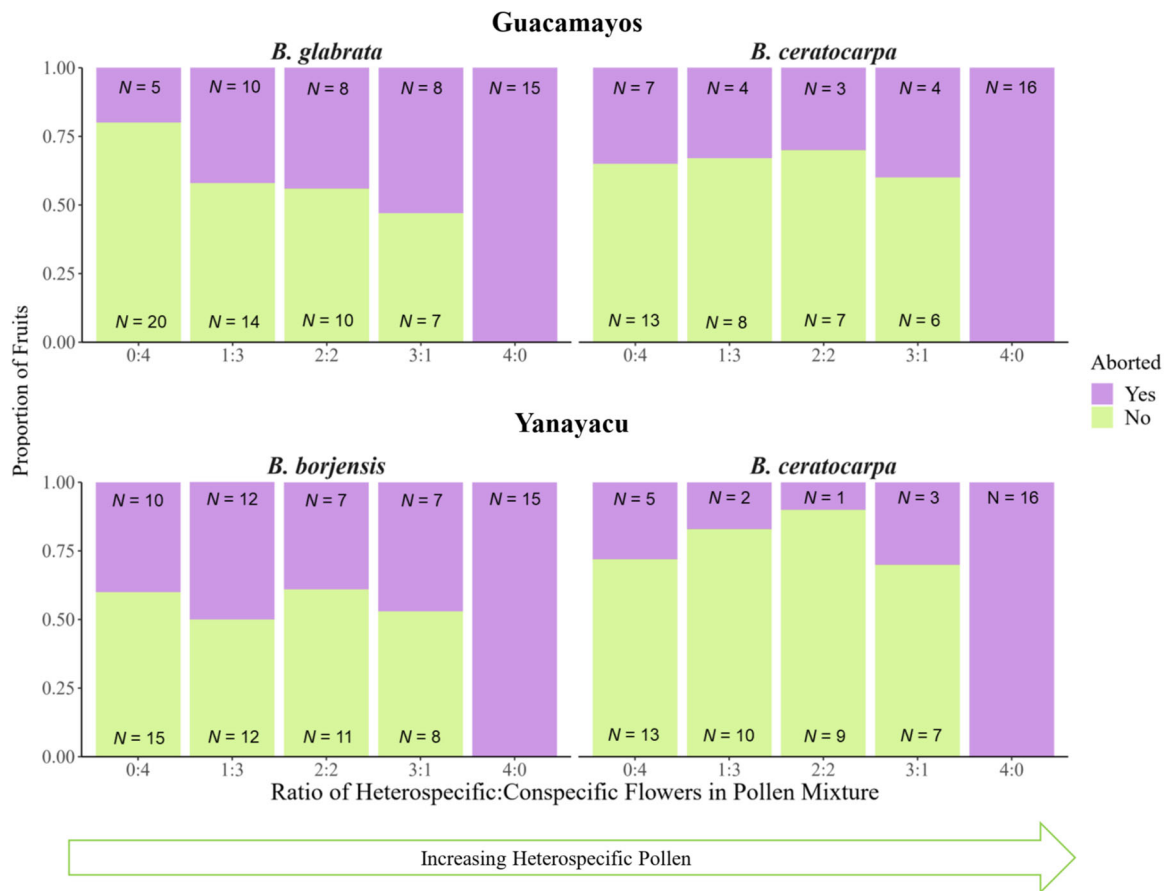 Guacamayos
B. glabrata
B. ceratocarpa
1.00
0.75
0.50
0.25
0.00
N = 5 N = 10 N = 8 N = 8 N = 15
N = 20 N = 14 N = 10 N = 7
0:4 1:3 2:2 3:1 4:0
N = 7 N = 4 N = 3 N = 4 N = 16
N = 13 N = 8 N = 7 N = 6
0:4 1:3 2:2 3:1 4:0
Proportion of Fruits
Aborted
Yes
No
Yanayacu
B. borjensis
B. ceratocarpa
1.00
0.75
0.50
0.25
0.00
N = 10 N = 12 N = 7 N = 7 N = 15
N = 15 N = 12 N = 11 N = 8
0:4 1:3 2:2 3:1 4:0
N = 5 N = 2 N = 1 N = 3 N = 16
N = 13 N = 10 N = 9 N = 7
0:4 1:3 2:2 3:1 4:0
Ratio of Heterospecific:Conspecific Flowers in Pollen Mixture
Increasing Heterospecific Pollen